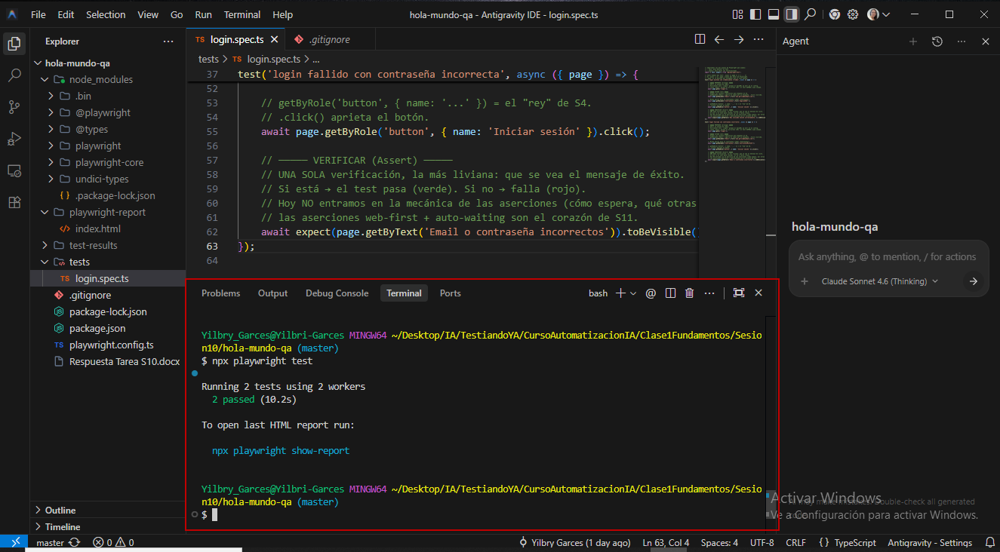 File Edit Selection View Go Run Terminal Help
hola-mundo-qa - Antigravity IDE - login.spec.ts
Explorer
hola-mundo-qa
node_modules
.bin
@playwright
@types
playwright
playwright-core
undici-types
{ } .package-lock.json
playwright-report
index.html
test-results
tests
TS login.spec.ts
.gitignore
package-lock.json
package.json
TS playwright.config.ts
Respuesta Tarea S10.docx
Outline
Timeline
TS login.spec.ts
.gitignore
tests > TS login.spec.ts > ...
37 test('login fallido con contraseña incorrecta', async ({ page }) => {
52
53 // getByRole('button', { name: '...' }) = el "rey" de S4.
54 // .click() aprieta el botón.
55 await page.getByRole('button', { name: 'Iniciar sesión' }).click();
56
57 // ───── VERIFICAR (Assert) ─────
58 // UNA SOLA verificación, la más liviana: que se vea el mensaje de éxito.
59 // Si está → el test pasa (verde). Si no → falla (rojo).
60 // Hoy NO entramos en la mecánica de las aserciones (cómo espera, qué otras
61 // las aserciones web-first + auto-waiting son el corazón de S11.
62 await expect(page.getByText('Email o contraseña incorrectos')).toBeVisible(
63 });
64
Problems Output Debug Console Terminal Ports
bash
Yilbry_Garces@Yilbri-Garces MINGW64 ~/Desktop/IA/TestiandoYA/CursoAutomatizacionIA/Clase1Fundamentos/Sesio
n10/hola-mundo-qa (master)
$ npx playwright test
Running 2 tests using 2 workers
2 passed (10.2s)
To open last HTML report run:
npx playwright show-report
Yilbry_Garces@Yilbri-Garces MINGW64 ~/Desktop/IA/TestiandoYA/CursoAutomatizacionIA/Clase1Fundamentos/Sesio
n10/hola-mundo-qa (master)
$
Agent
hola-mundo-qa
Ask anything, @ to mention, / for actions
Claude Sonnet 4.6 (Thinking)
AI may make mistakes. Double-check all generated
Activar Windows
Ve a Configuración para activar Windows.
master
0 0
Yilbry Garces (1 day ago)
Ln 63, Col 4
Spaces: 4
UTF-8
CRLF
{ } TypeScript
Antigravity - Settings